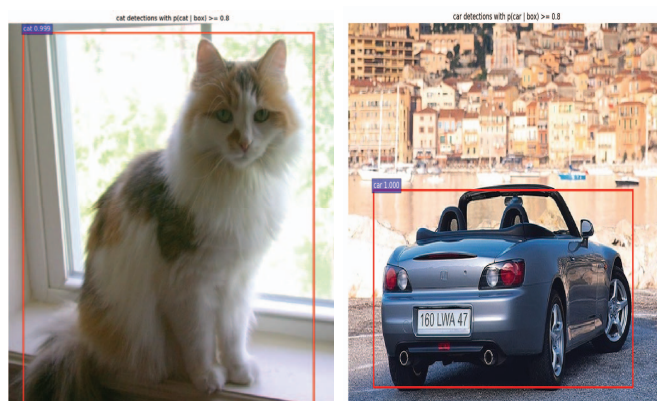 cat detections with p(cat | box) >= 0.8
cat 0.999
car detections with p(car | box) >= 0.8
car 1.000
160 LWA 47